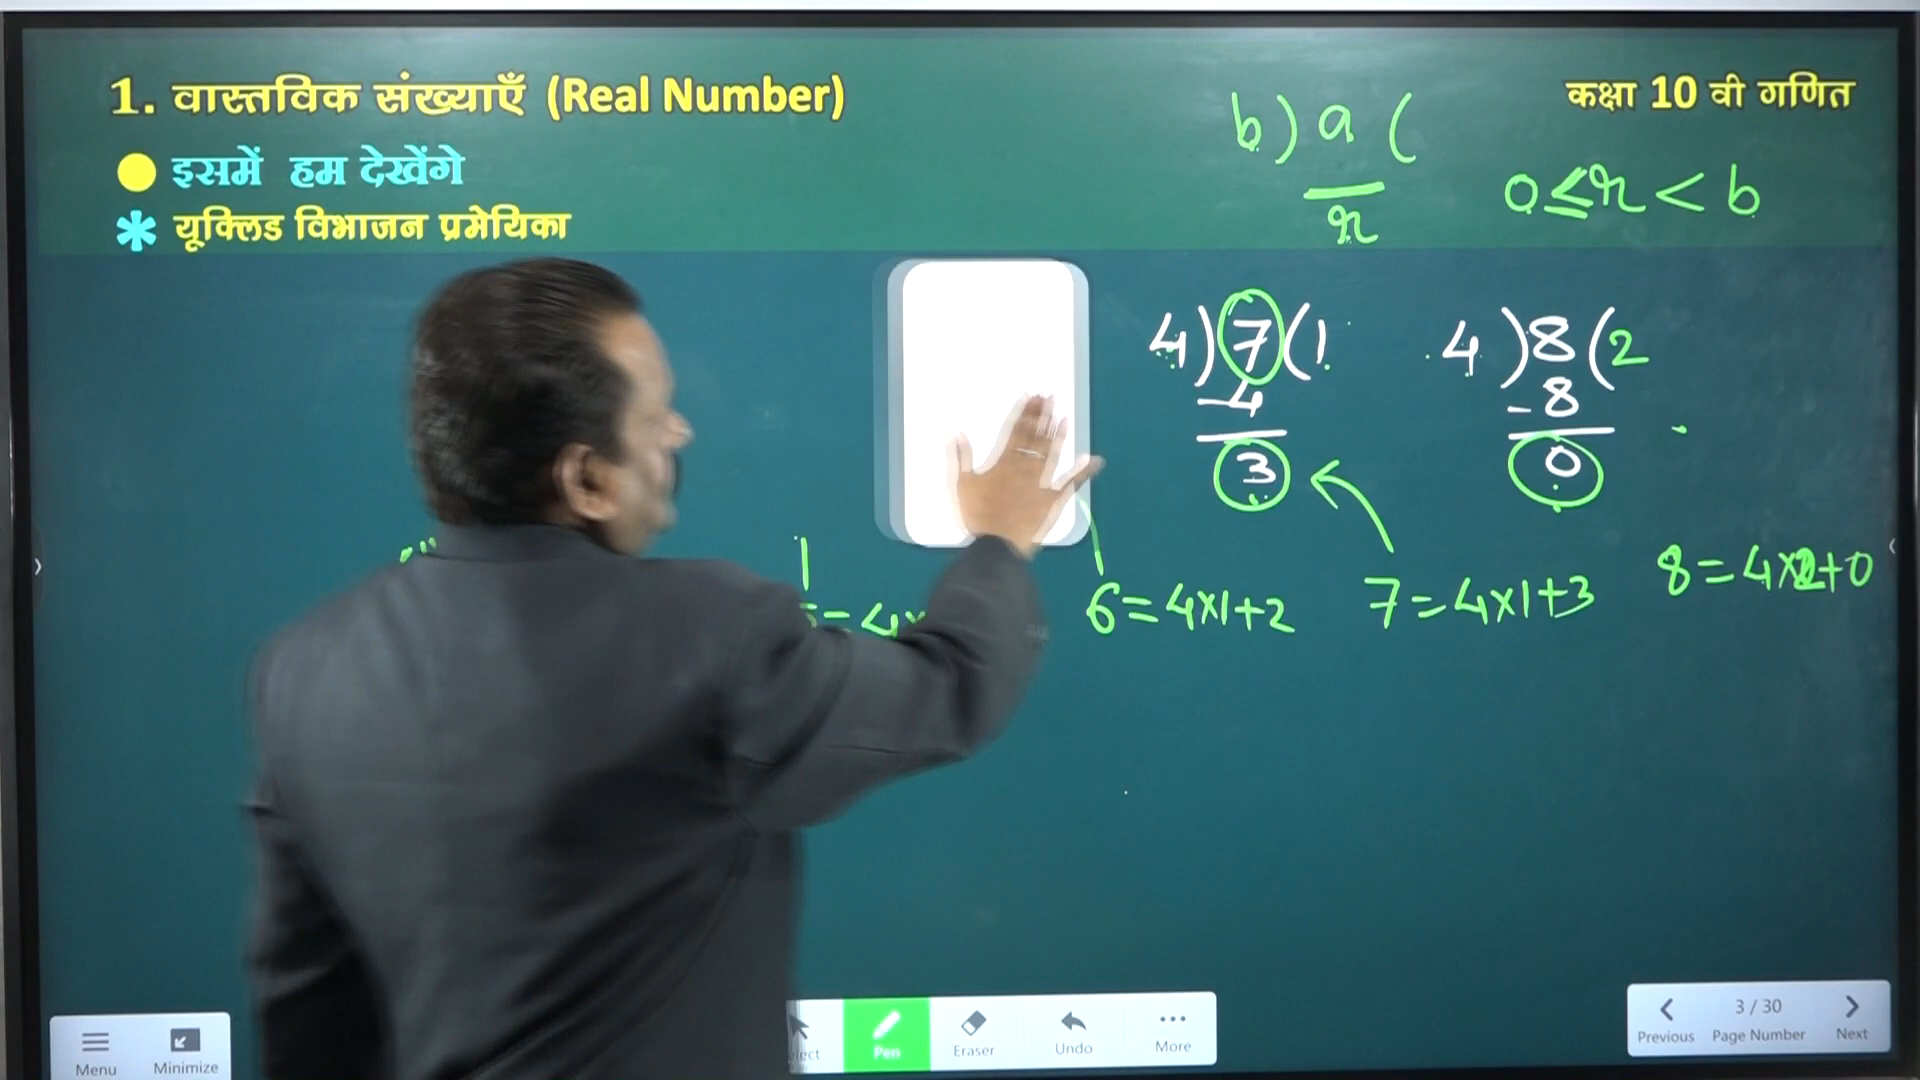 1. वास्तविक संख्याएँ (Real Number)
कक्षा 10 वी गणित
इसमें हम देखेंगे
* यूक्लिड विभाजन प्रमेयिका
b ) a (
r
0 ≤ r < b
4 ) 7 ( 1
- 4
3
4 ) 8 ( 2
- 8
0
= 4×
6 = 4×1+2
7 = 4×1+3
8 = 4×2+0
Menu
Minimize
Pen
Eraser
Undo
More
Previous
3 / 30
Page Number
Next